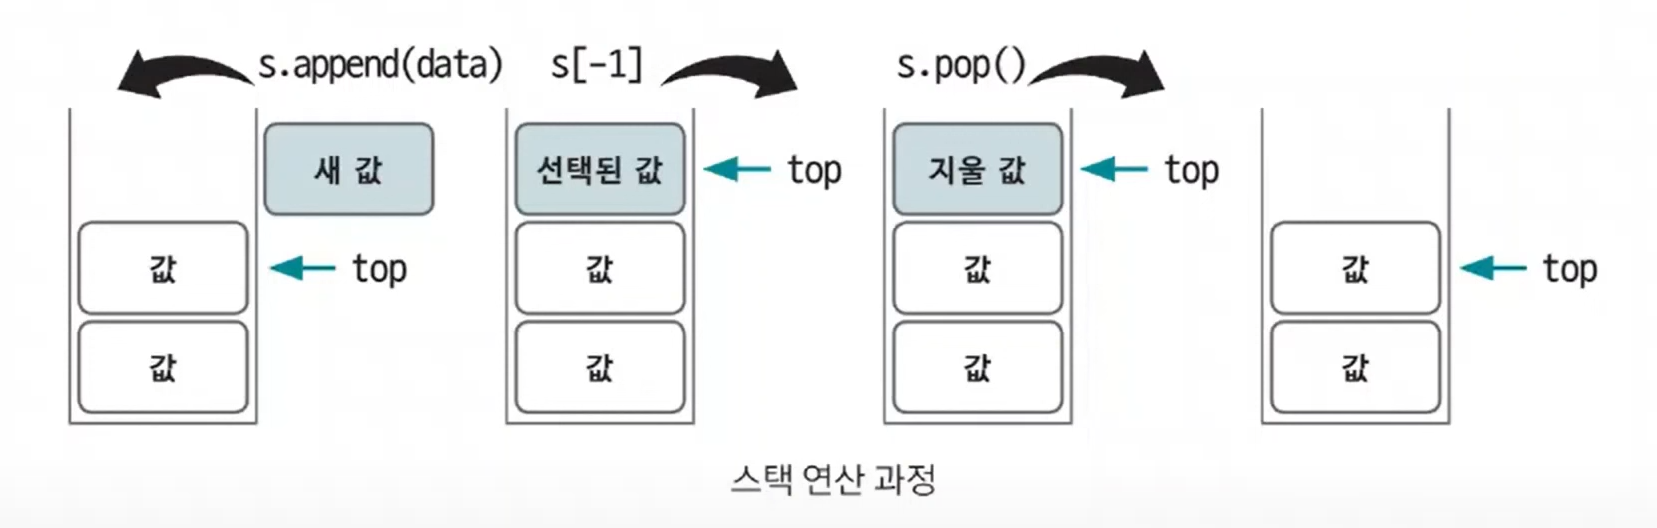 s.append(data)
s[-1]
s.pop()
새 값
선택된 값
top
지울 값
top
값
top
값
값
값
top
값
값
값
값
스택 연산 과정